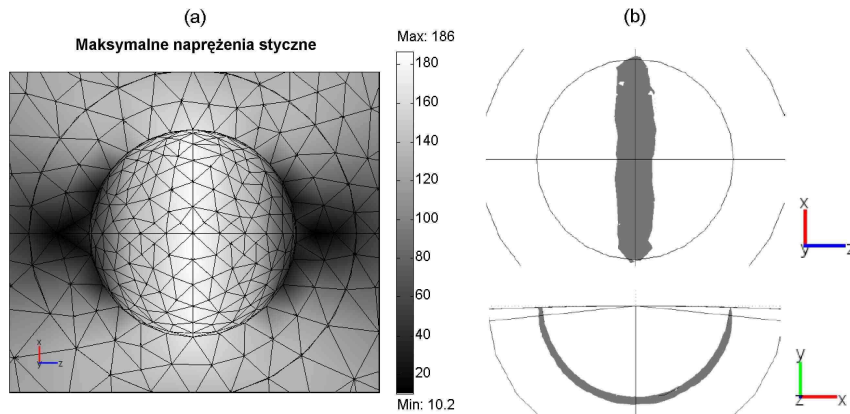 (a)
Maksymalne naprężenia styczne
Max: 186
180
160
140
120
100
80
60
40
20
Min: 10.2
x
y z
(b)
x
y z
y
z x